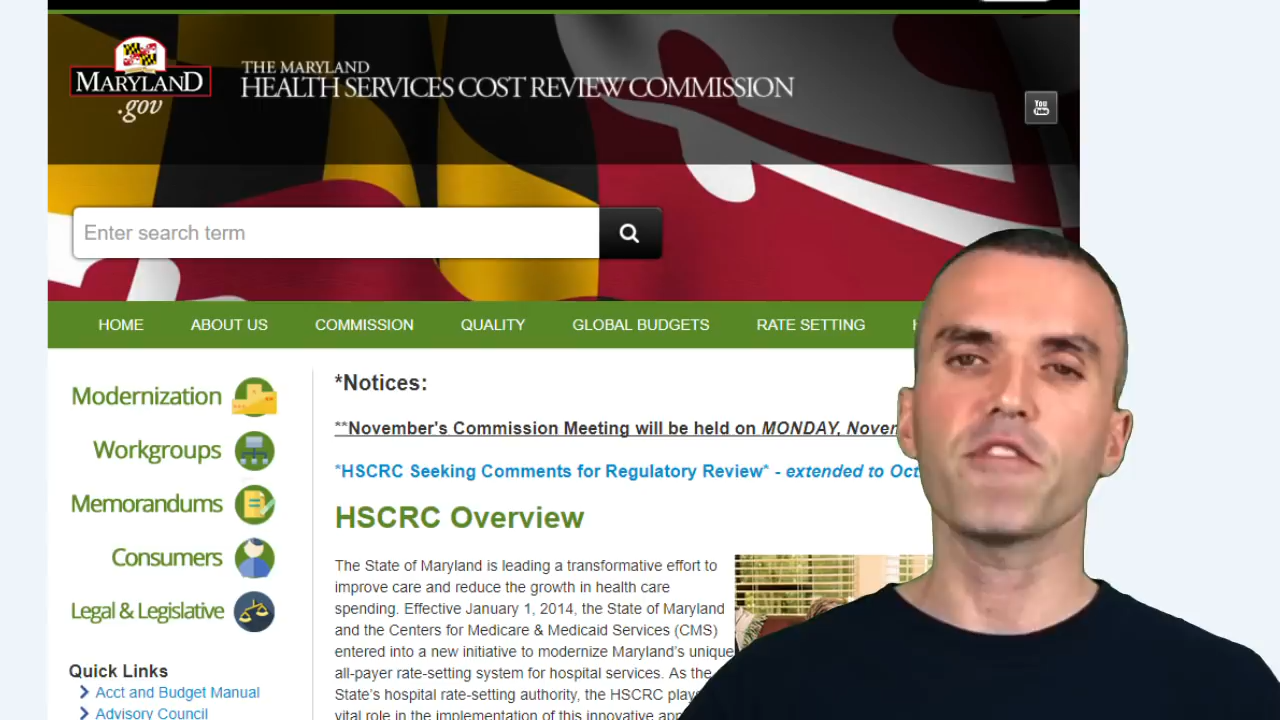 MARYLAND
.gov
THE MARYLAND
HEALTH SERVICES COST REVIEW COMMISSION
You
Tube
Enter search term
HOME ABOUT US COMMISSION QUALITY GLOBAL BUDGETS RATE SETTING
Modernization
Workgroups
Memorandums
Consumers
Legal & Legislative
Quick Links
Acct and Budget Manual
Advisory Council
*Notices:
**November's Commission Meeting will be held on MONDAY,
*HSCRC Seeking Comments for Regulatory Review* - extended to
HSCRC Overview
The State of Maryland is leading a transformative effort to
improve care and reduce the growth in health care
spending. Effective January 1, 2014, the State of Maryland
and the Centers for Medicare & Medicaid Services (CMS)
entered into a new initiative to modernize Maryland's unique
all-payer rate-setting system for hospital services. As the
State's hospital rate-setting authority, the HSCRC plays
vital role in the implementation of this innovative